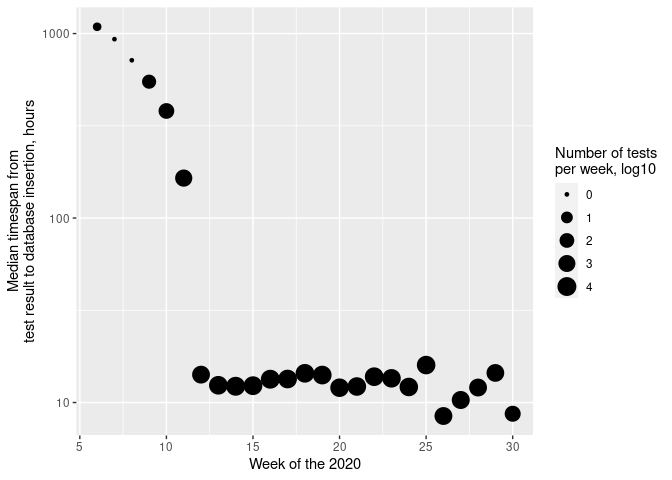 1000
100
10
5
10
15
20
25
30
Week of the 2020
Median timespan from
test result to database insertion, hours
Number of tests
per week, log10
0
1
2
3
4